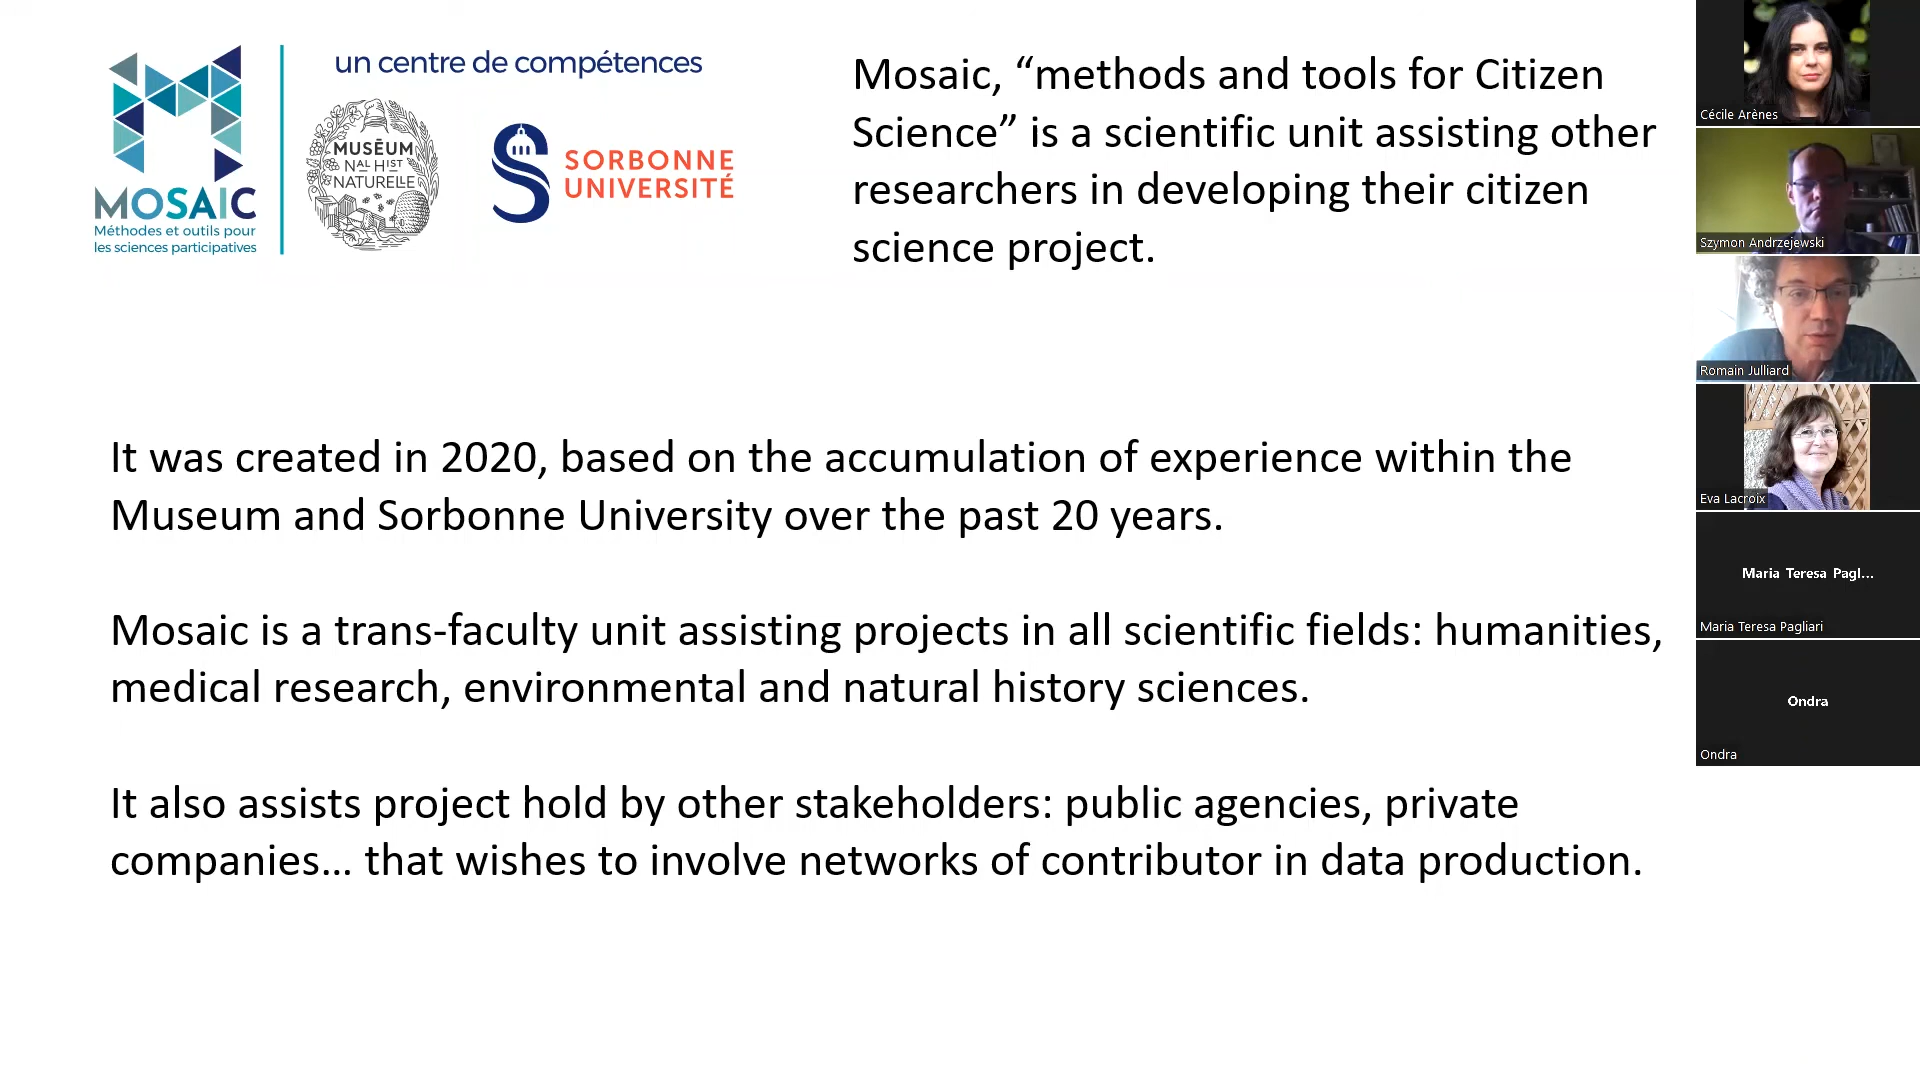 un centre de compétences
MUSĒUM
NAL HIST
NATURELLE
SORBONNE
UNIVERSITÉ
MOSAIC
Méthodes et outils pour
les sciences participatives
Mosaic, “methods and tools for Citizen
Science” is a scientific unit assisting other
researchers in developing their citizen
science project.
It was created in 2020, based on the accumulation of experience within the
Museum and Sorbonne University over the past 20 years.
Mosaic is a trans-faculty unit assisting projects in all scientific fields: humanities,
medical research, environmental and natural history sciences.
It also assists project hold by other stakeholders: public agencies, private
companies... that wishes to involve networks of contributor in data production.
Cécile Arènes
Szymon Andrzejewski
Romain Julliard
Eva Lacroix
Maria Teresa Pagl...
Maria Teresa Pagliari
Ondra
Ondra